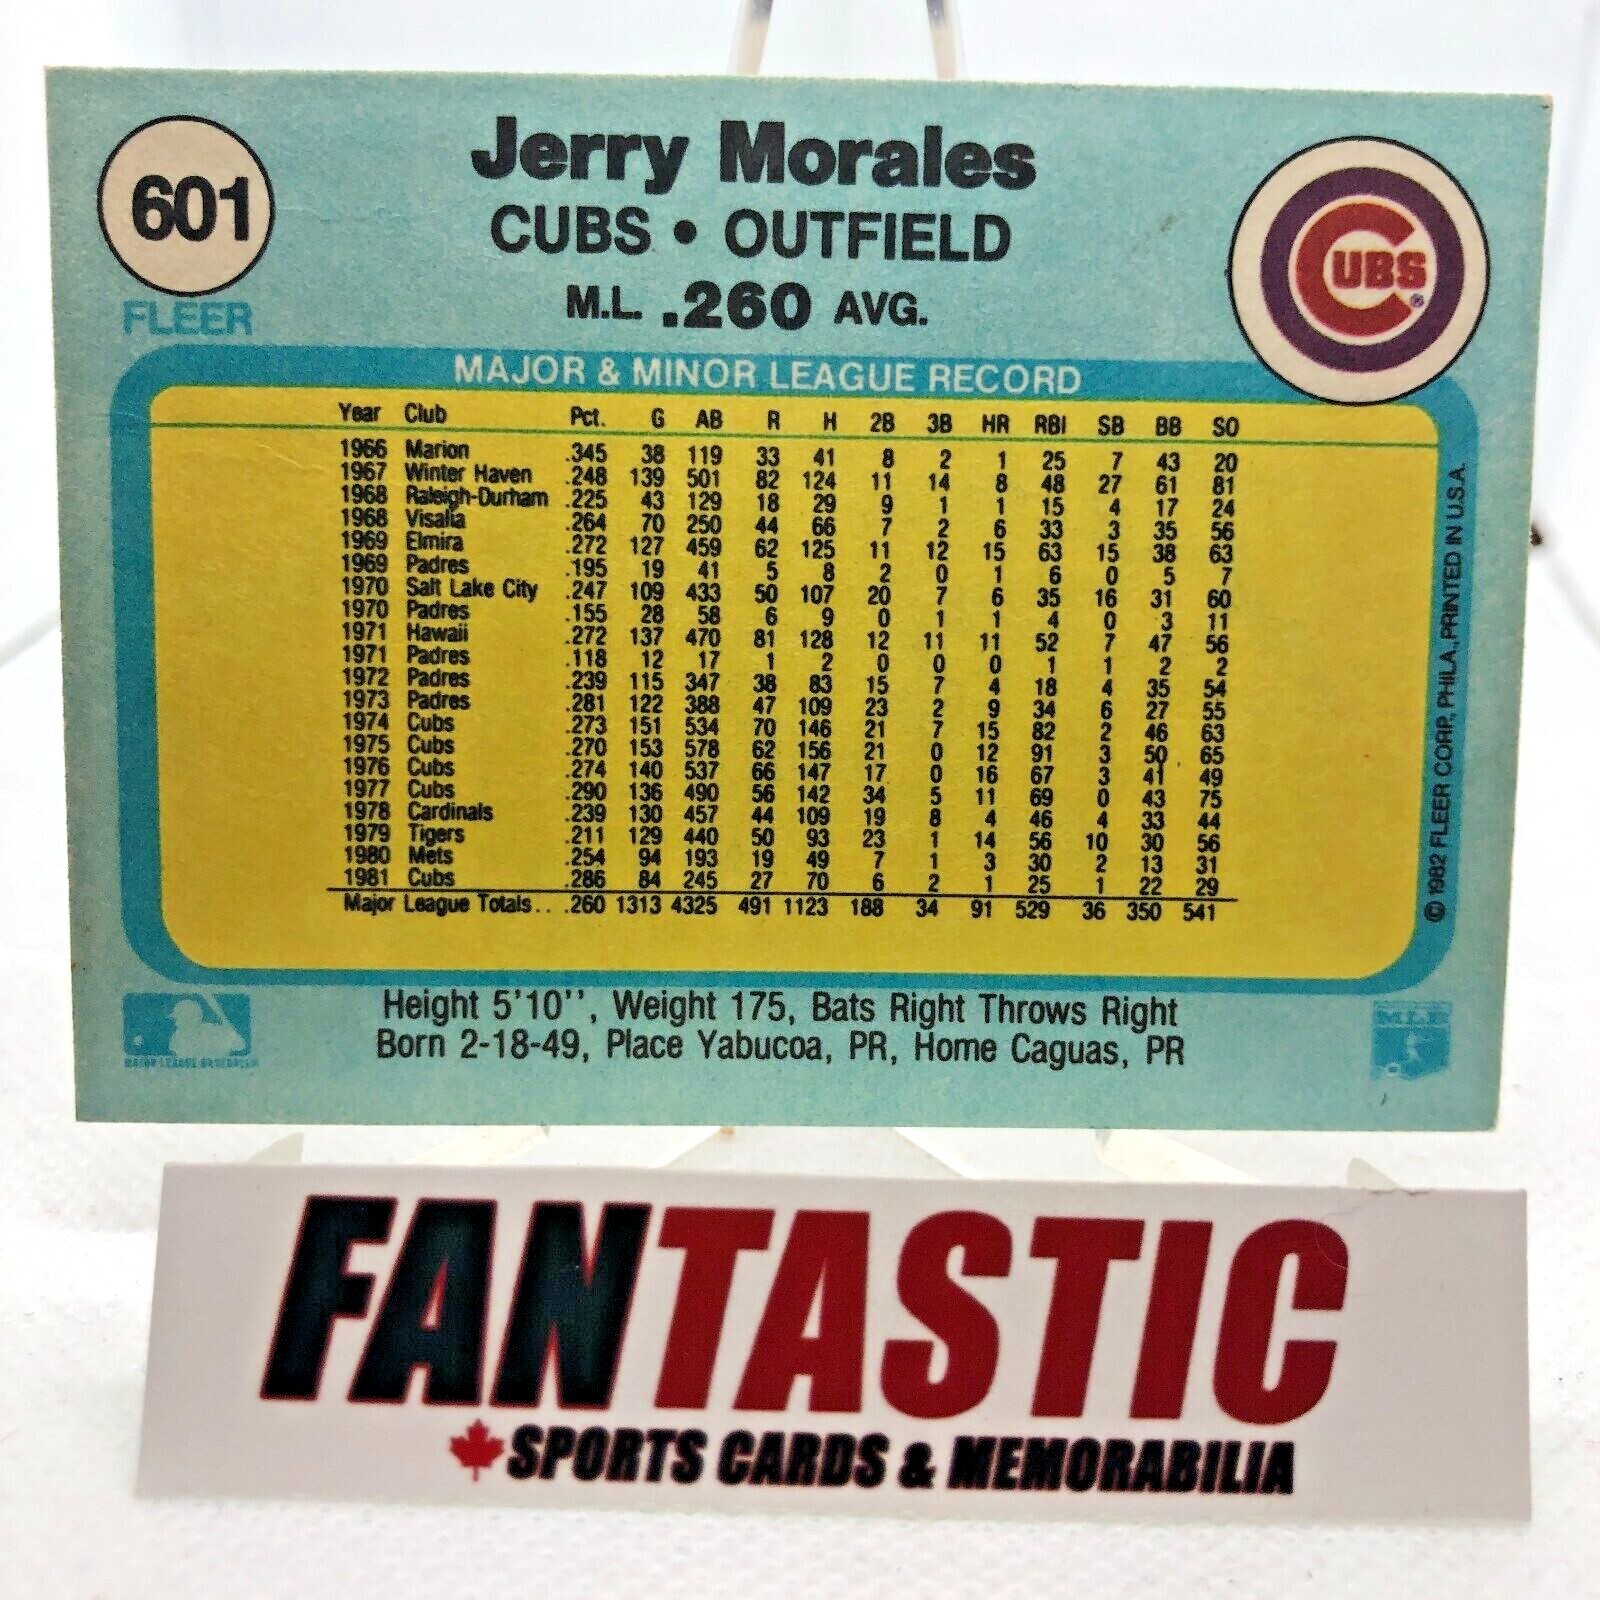 601
FLEER
Jerry Morales
CUBS • OUTFIELD
M.L. .260 AVG.
CUBS®
MAJOR & MINOR LEAGUE RECORD
Year Club Pct. G AB R H 2B 3B HR RBI SB BB SO
1966 Marion .345 38 119 33 41 8 2 1 25 7 43 20
1967 Winter Haven .248 139 501 82 124 11 14 8 48 27 61 81
1968 Raleigh-Durham .225 43 129 18 29 9 1 1 15 4 17 24
1968 Visalia .264 70 250 44 66 7 2 6 33 3 35 56
1969 Elmira .272 127 459 62 125 11 12 15 63 15 38 63
1969 Padres .195 19 41 5 8 2 0 1 6 0 5 7
1970 Salt Lake City .247 109 433 50 107 20 7 6 35 16 31 60
1970 Padres .155 28 58 6 9 0 1 1 4 0 3 11
1971 Hawaii .272 137 470 81 128 12 11 11 52 7 47 56
1971 Padres .118 12 17 1 2 0 0 0 1 1 2 2
1972 Padres .239 115 347 38 83 15 7 4 18 4 35 54
1973 Padres .281 122 388 47 109 23 2 9 34 6 27 55
1974 Cubs .273 151 534 70 146 21 7 15 82 2 46 63
1975 Cubs .270 153 578 62 156 21 0 12 91 3 50 65
1976 Cubs .274 140 537 66 147 17 0 16 67 3 41 49
1977 Cubs .290 136 490 56 142 34 5 11 69 0 43 75
1978 Cardinals .239 130 457 44 109 19 8 4 46 4 33 44
1979 Tigers .211 129 440 50 93 23 1 14 56 10 30 56
1980 Mets .254 94 193 19 49 7 1 3 30 2 13 31
1981 Cubs .286 84 245 27 70 6 2 1 25 1 22 29
Major League Totals... .260 1313 4325 491 1123 188 34 91 529 36 350 541
© 1982 FLEER CORP., PHILA., PRINTED IN U.S.A.
Height 5'10'', Weight 175, Bats Right Throws Right
Born 2-18-49, Place Yabucoa, PR, Home Caguas, PR
MAJOR LEAGUE BASEBALL
MLB
FANTASTIC
SPORTS CARDS & MEMORABILIA